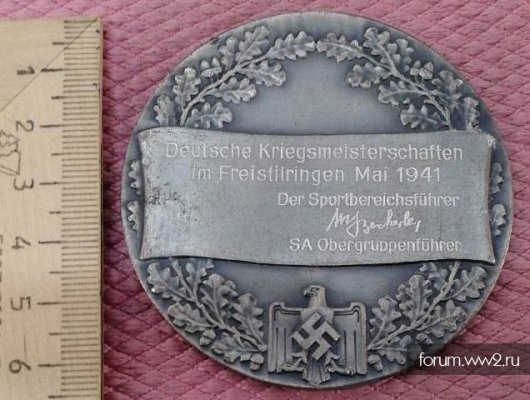 Deutsche Kriegsmeisterschaften
im Freistilringen Mai 1941
Der Sportbereichsführer
SA Obergruppenführer
1
2
3
4
5
6
forum.ww2.ru